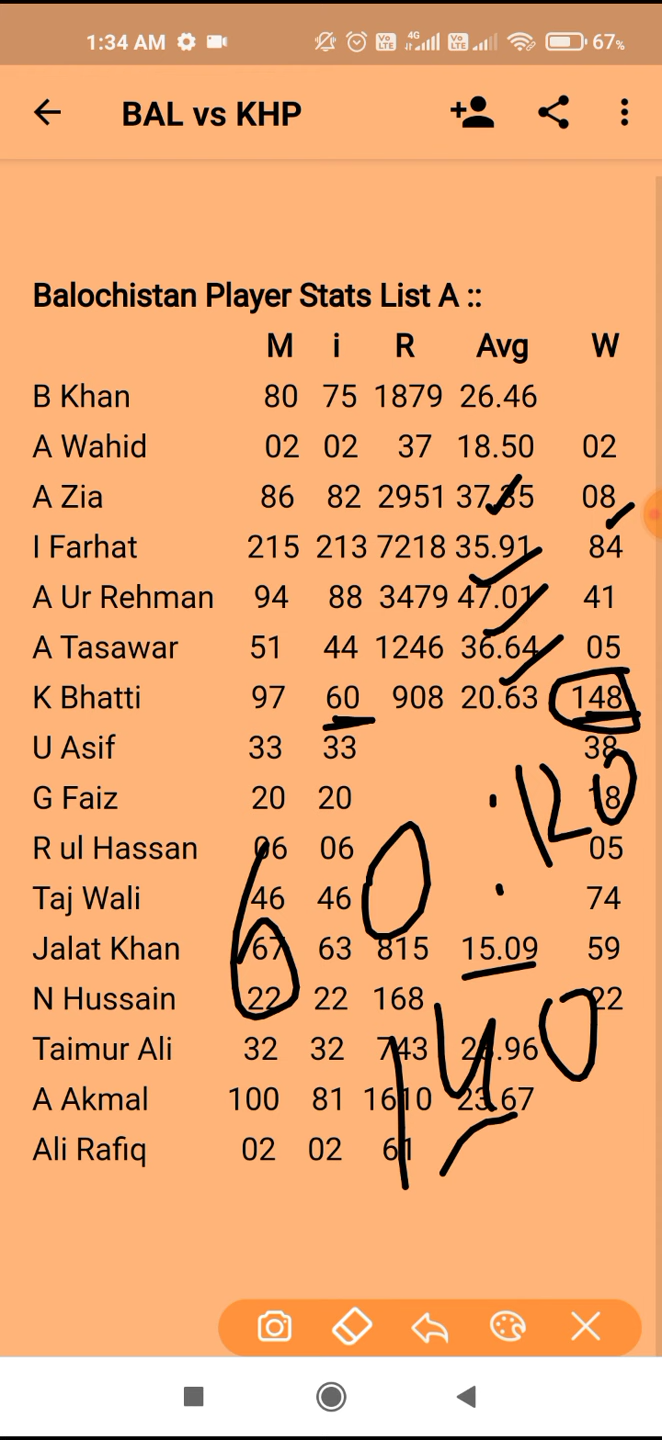 1:34 AM 4G Vo LTE Vo LTE 67%
BAL vs KHP
Balochistan Player Stats List A ::
M i R Avg W
B Khan 80 75 1879 26.46
A Wahid 02 02 37 18.50 02
A Zia 86 82 2951 37.35 08
I Farhat 215 213 7218 35.91 84
A Ur Rehman 94 88 3479 47.01 41
A Tasawar 51 44 1246 36.64 05
K Bhatti 97 60 908 20.63 148
U Asif 33 33 38
G Faiz 20 20 18
: 120
R ul Hassan 06 06 05
Taj Wali 46 46 74
60
Jalat Khan 67 63 815 15.09 59
N Hussain 22 22 168 22
Taimur Ali 32 32 743 .96
140
A Akmal 100 81 1610 23.67
Ali Rafiq 02 02 61